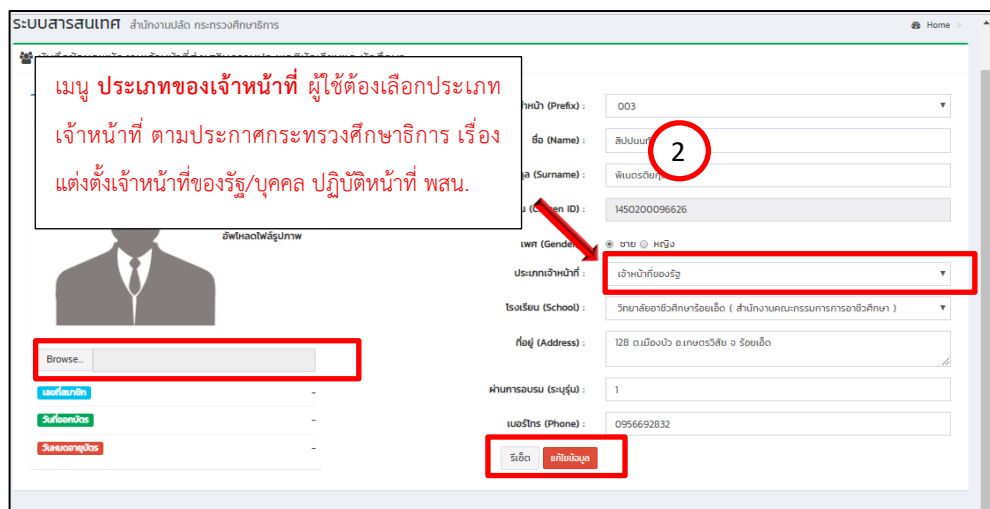 ระบบสารสนเทศ สำนักงานปลัด กระทรวงศึกษาธิการ
Home >
เมนู ประเภทของเจ้าหน้าที่ ผู้ใช้ต้องเลือกประเภท
เจ้าหน้าที่ ตามประกาศกระทรวงศึกษาธิการ เรื่อง
แต่งตั้งเจ้าหน้าที่ของรัฐ/บุคคล ปฏิบัติหน้าที่ พสน.
(Prefix) : 003
ชื่อ (Name) :
2
(Surname) :
ID) : 1450200096626
อัพโหลดไฟล์รูปภาพ
เพศ ชาย หญิง
ประเภทเจ้าหน้าที่ : เจ้าหน้าที่ของรัฐ
โรงเรียน (School) : วิทยาลัยอาชีวศึกษาร้อยเอ็ด ( สำนักงานคณะกรรมการการอาชีวศึกษา )
ที่อยู่ (Address) : 128 ต.เมืองบัว อ.เกษตรวิสัย จ ร้อยเอ็ด
Browse...
เลขที่สมาชิก -
ผ่านการอบรม (ระบุรุ่น) : 1
วันที่ออกบัตร -
เบอร์โทร (Phone) : 0956692832
วันหมดอายุบัตร -
รีเซ็ต แก้ไขข้อมูล